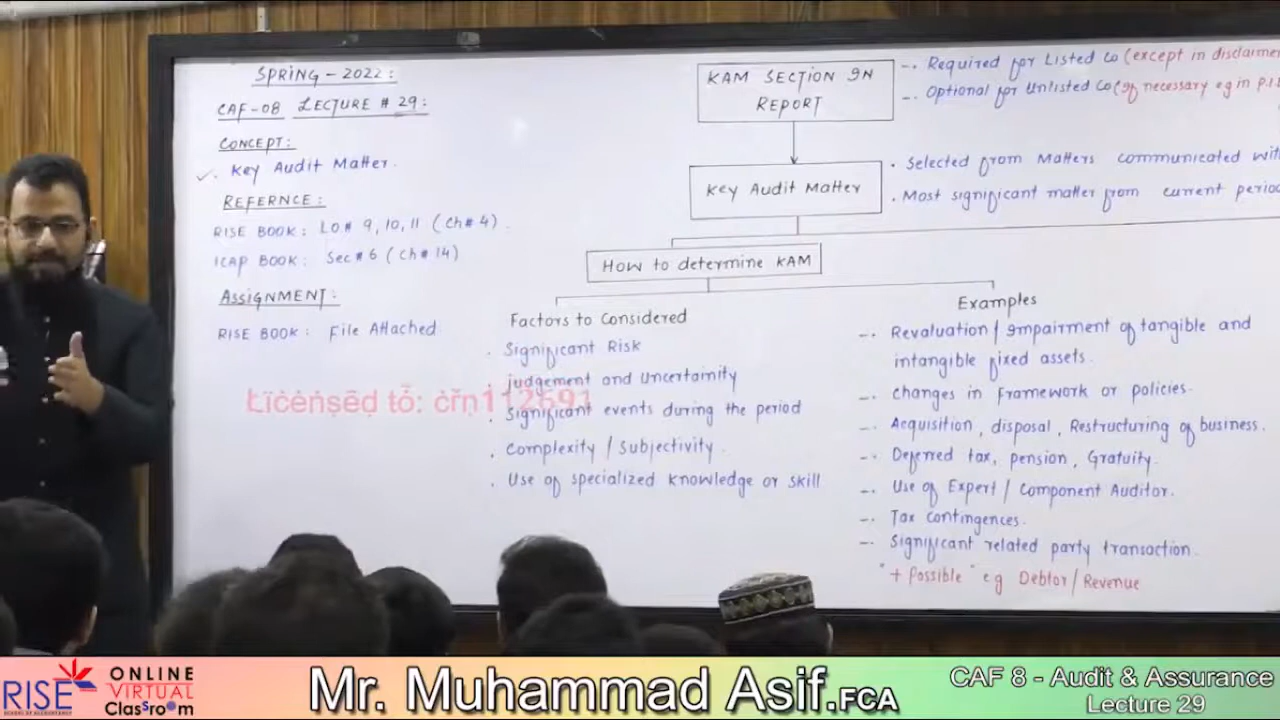 SPRING - 2022:
CAF-08 LECTURE # 29:
CONCEPT:
Key Audit Matter.
REFERNCE:
RISE BOOK: LO# 9, 10, 11 (Ch# 4)
ICAP BOOK: Sec # 6 (Ch# 14)
ASSIGNMENT:
RISE BOOK: File Attached
KAM SECTION IN
REPORT
Required for Listed Co (except in disclaimer
Optional for Unlisted Co (if necessary eg in p.i.
Key Audit Matter
Selected from Matters communicated with
Most significant matter from current period
How to determine KAM
Factors to Considered
Significant Risk
judgement and uncertainity
Significant events during the period
Complexity / Subjectivity.
Use of specialized knowledge or skill
Examples
Revaluation / Impairment of tangible and
intangible fixed assets.
Changes in Framework or policies.
Acquisition, disposal, Restructuring of business.
Deferred tax, pension, Gratuity.
Use of Expert / Component Auditor.
Tax contingences.
Significant related party transaction.
"+ Possible" eg Debtor / Revenue
Ŀïċėṅṣēḍ tȱ: ċřṇ112691
RISE
ONLINE
VIRTUAL
Classroom
Mr. Muhammad Asif.FCA
CAF 8 - Audit & Assurance
Lecture 29